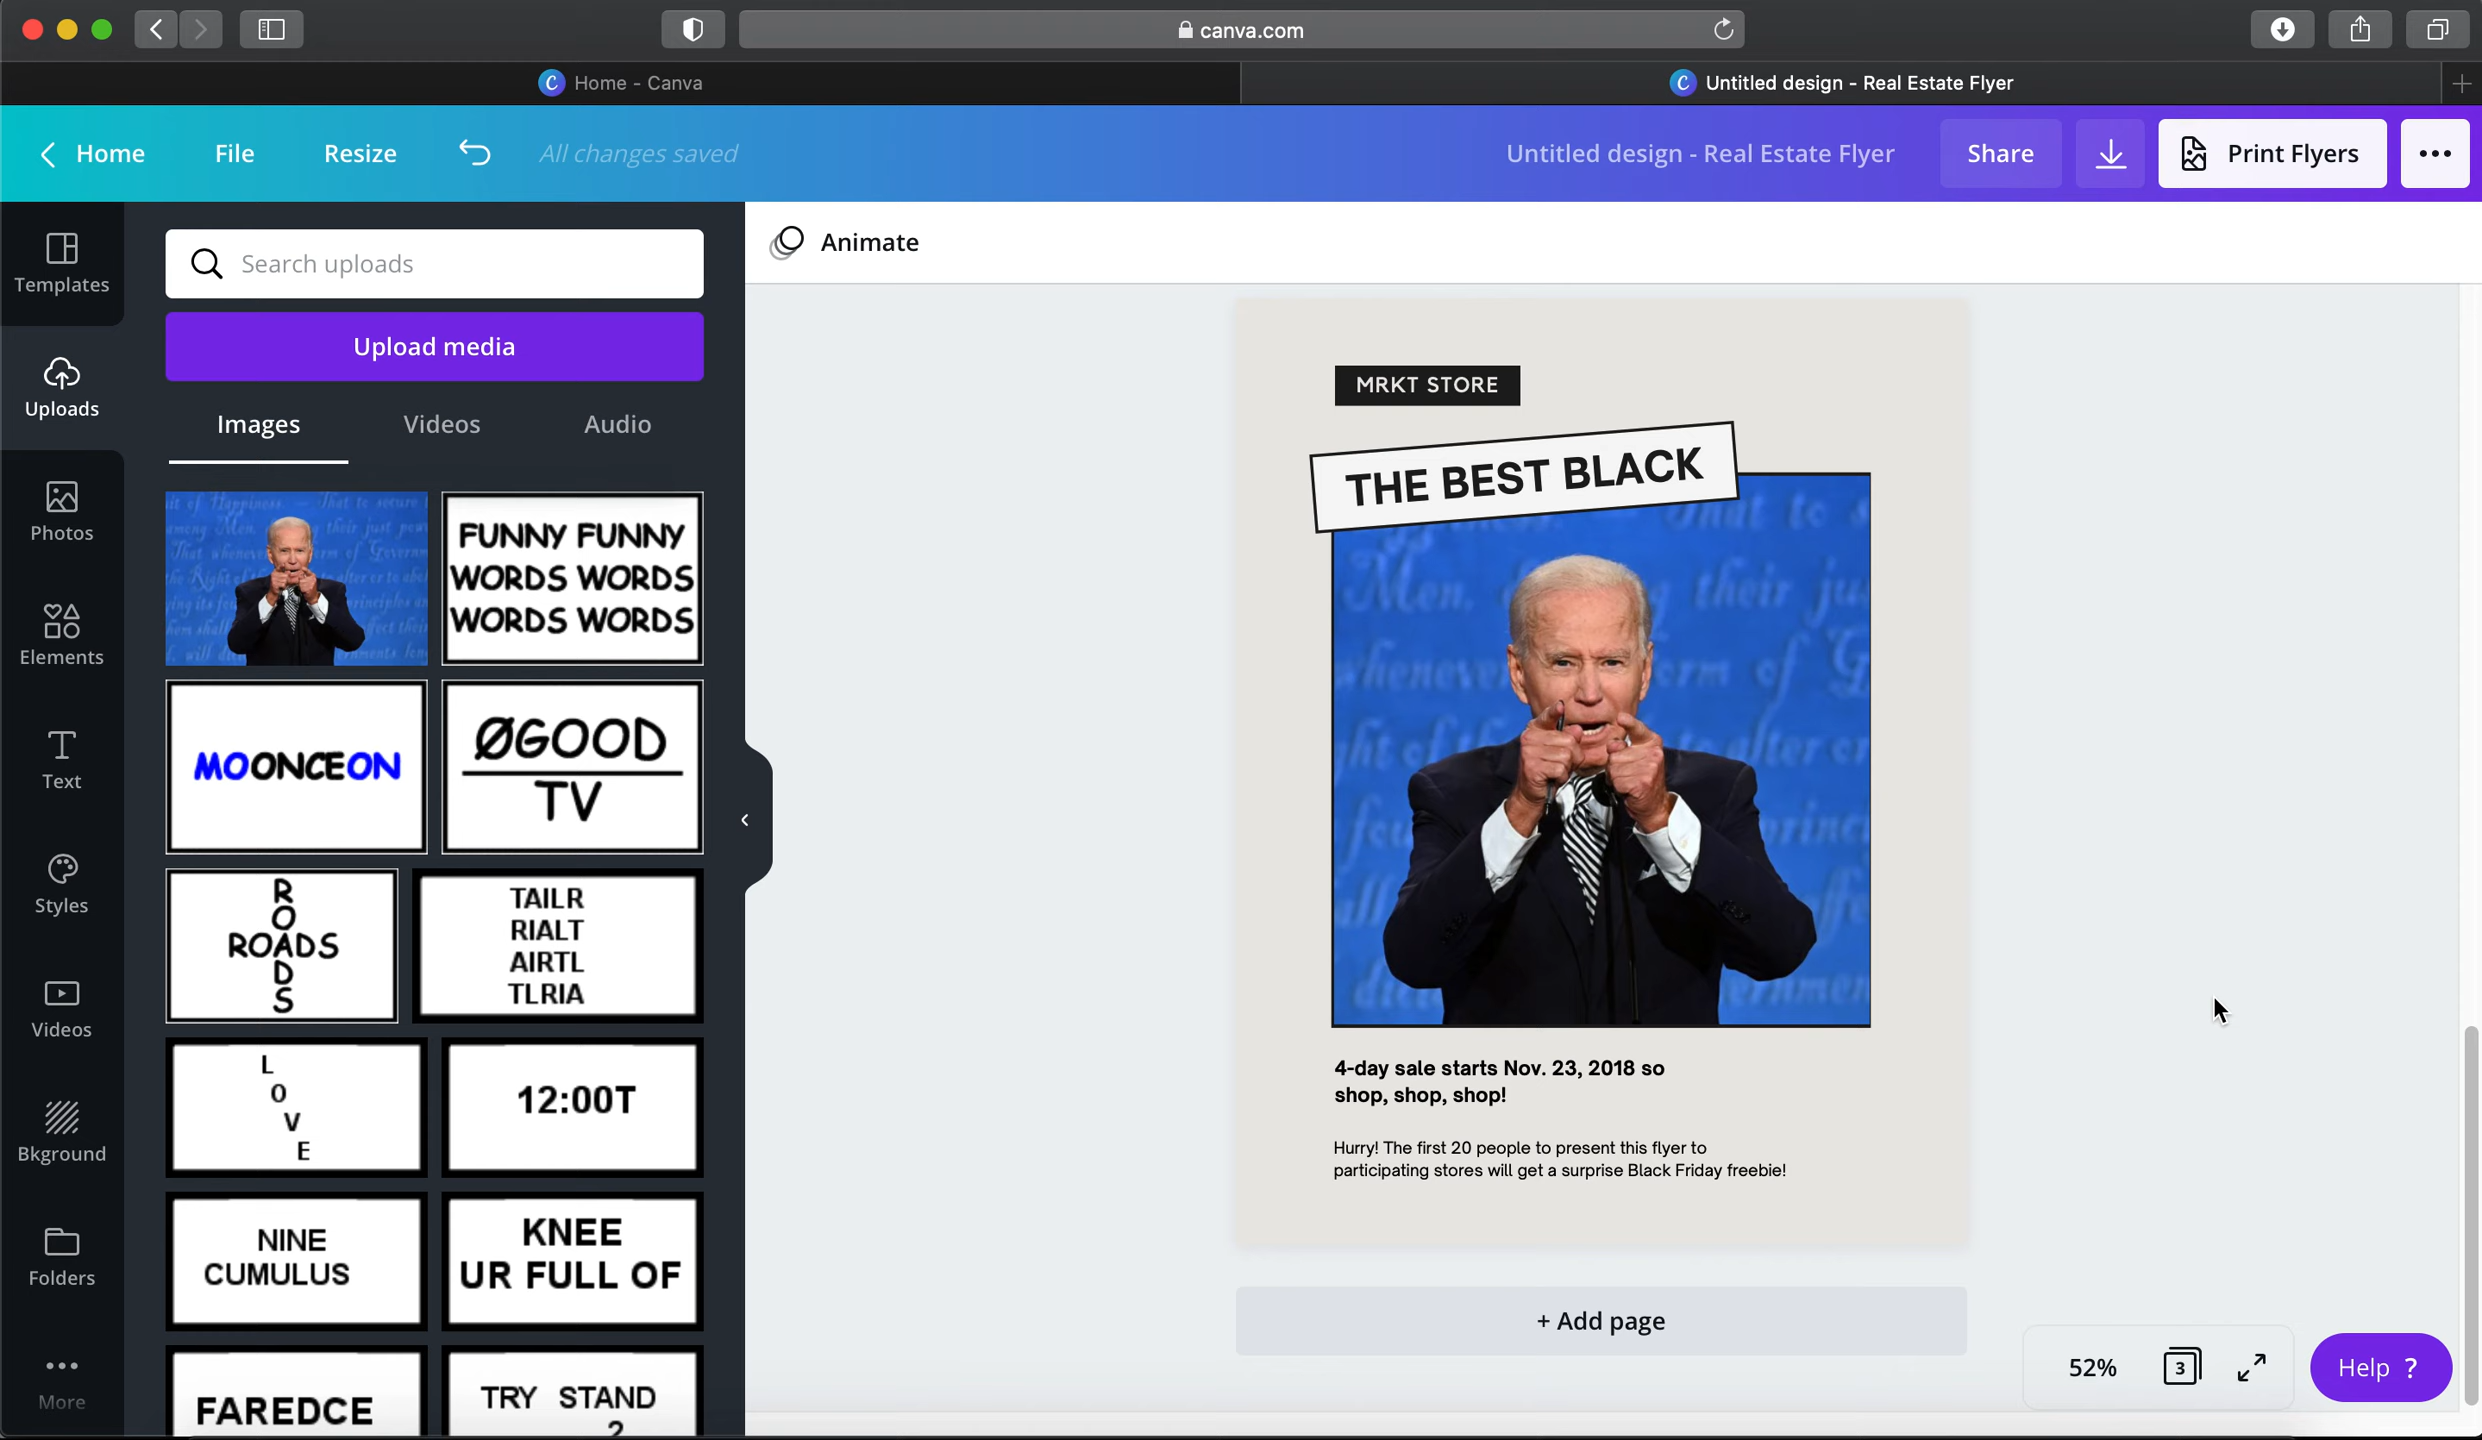 canva.com
Home - Canva
Untitled design - Real Estate Flyer
Home
File
Resize
All changes saved
Untitled design - Real Estate Flyer
Share
Print Flyers
Templates
Uploads
Photos
Elements
Text
Styles
Videos
Bkground
Folders
More
Search uploads
Upload media
Images
Videos
Audio
FUNNY FUNNY
WORDS WORDS
WORDS WORDS
MOONCEON
ØGOOD
TV
R
O
ROADS
D
S
TAILR
RIALT
AIRTL
TLRIA
L
O
V
E
12:00T
NINE
CUMULUS
KNEE
UR FULL OF
FAREDCE
TRY STAND
2
Animate
MRKT STORE
THE BEST BLACK
4-day sale starts Nov. 23, 2018 so
shop, shop, shop!
Hurry! The first 20 people to present this flyer to
participating stores will get a surprise Black Friday freebie!
+ Add page
52%
3
Help ?